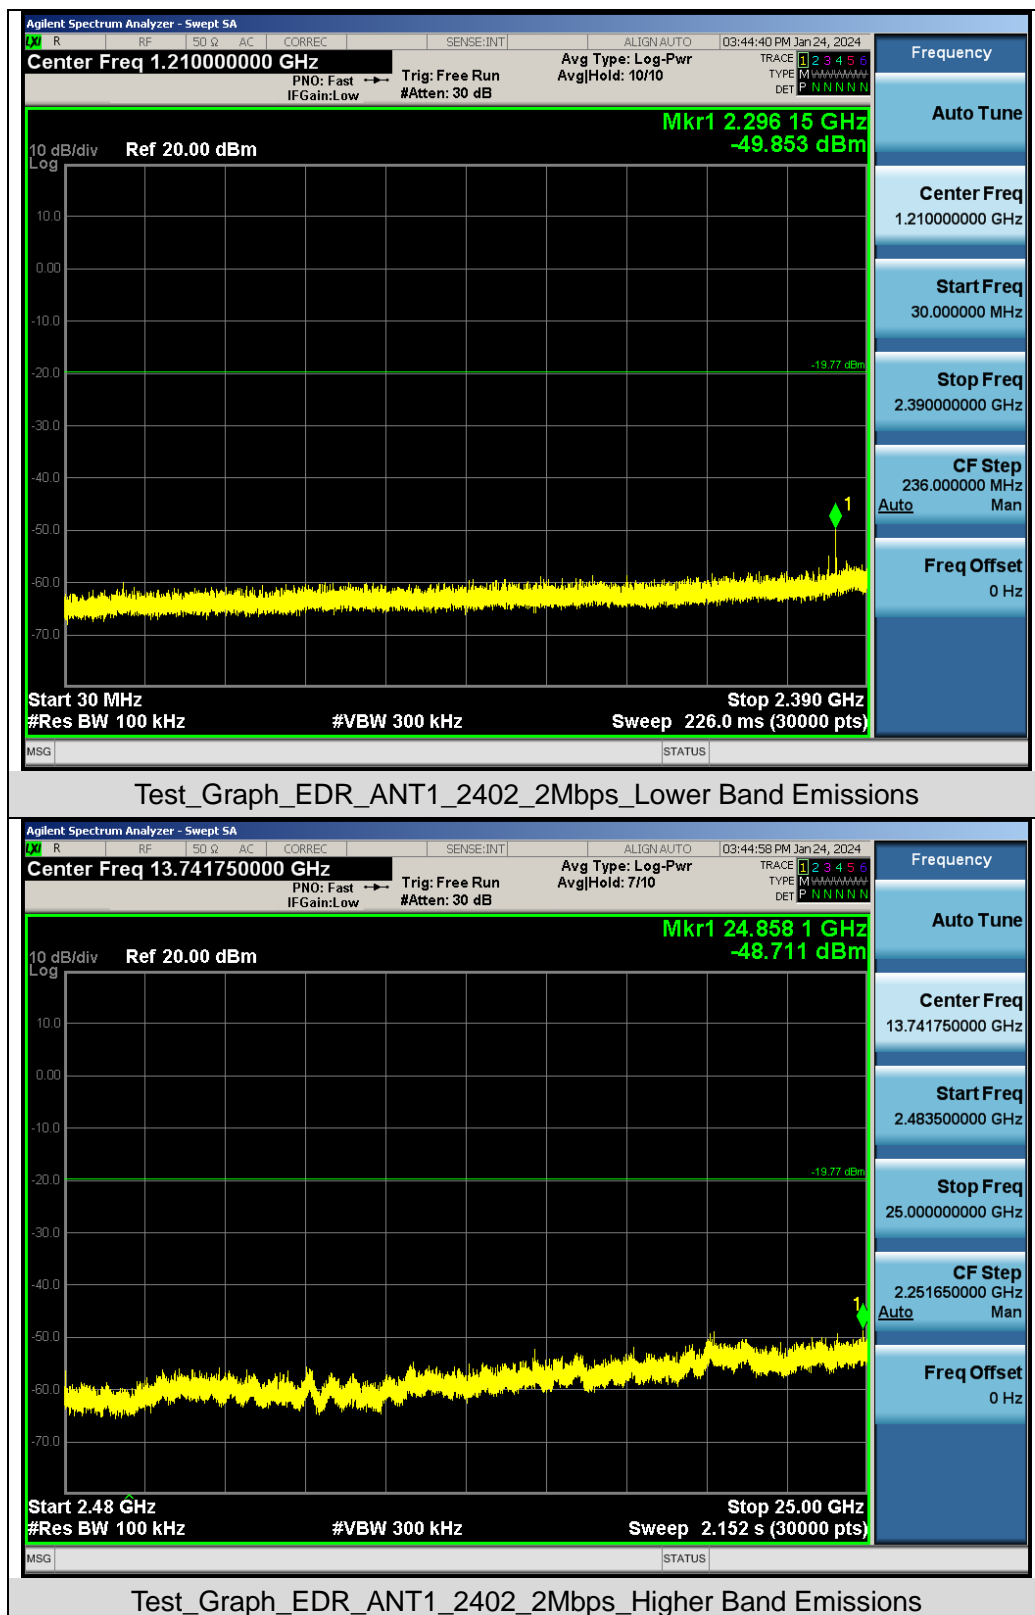 Agilent Spectrum Analyzer - Swept SA
LXI R RF 50 Ω AC CORREC SENSE:INT ALIGN AUTO 03:44:40 PM Jan 24, 2024
Center Freq 1.210000000 GHz
PNO: Fast
IFGain:Low
Trig: Free Run
#Atten: 30 dB
Avg Type: Log-Pwr
Avg|Hold: 10/10
TRACE 1 2 3 4 5 6
TYPE M WWWWW
DET P N N N N N
Mkr1 2.296 15 GHz
-49.853 dBm
10 dB/div Ref 20.00 dBm
Log
10.0
0.00
-10.0
-19.77 dBm
-20.0
-30.0
-40.0
1
-50.0
-60.0
-70.0
Start 30 MHz Stop 2.390 GHz
#Res BW 100 kHz #VBW 300 kHz Sweep 226.0 ms (30000 pts)
MSG STATUS
Frequency
Auto Tune
Center Freq
1.210000000 GHz
Start Freq
30.000000 MHz
Stop Freq
2.390000000 GHz
CF Step
236.000000 MHz
Auto Man
Freq Offset
0 Hz
Test_Graph_EDR_ANT1_2402_2Mbps_Lower Band Emissions
Agilent Spectrum Analyzer - Swept SA
LXI R RF 50 Ω AC CORREC SENSE:INT ALIGN AUTO 03:44:58 PM Jan 24, 2024
Center Freq 13.741750000 GHz
PNO: Fast
IFGain:Low
Trig: Free Run
#Atten: 30 dB
Avg Type: Log-Pwr
Avg|Hold: 7/10
TRACE 1 2 3 4 5 6
TYPE M WWWWW
DET P N N N N N
Mkr1 24.858 1 GHz
-48.711 dBm
10 dB/div Ref 20.00 dBm
Log
10.0
0.00
-10.0
-19.77 dBm
-20.0
-30.0
-40.0
1
-50.0
-60.0
-70.0
Start 2.48 GHz Stop 25.00 GHz
#Res BW 100 kHz #VBW 300 kHz Sweep 2.152 s (30000 pts)
MSG STATUS
Frequency
Auto Tune
Center Freq
13.741750000 GHz
Start Freq
2.483500000 GHz
Stop Freq
25.000000000 GHz
CF Step
2.251650000 GHz
Auto Man
Freq Offset
0 Hz
Test_Graph_EDR_ANT1_2402_2Mbps_Higher Band Emissions